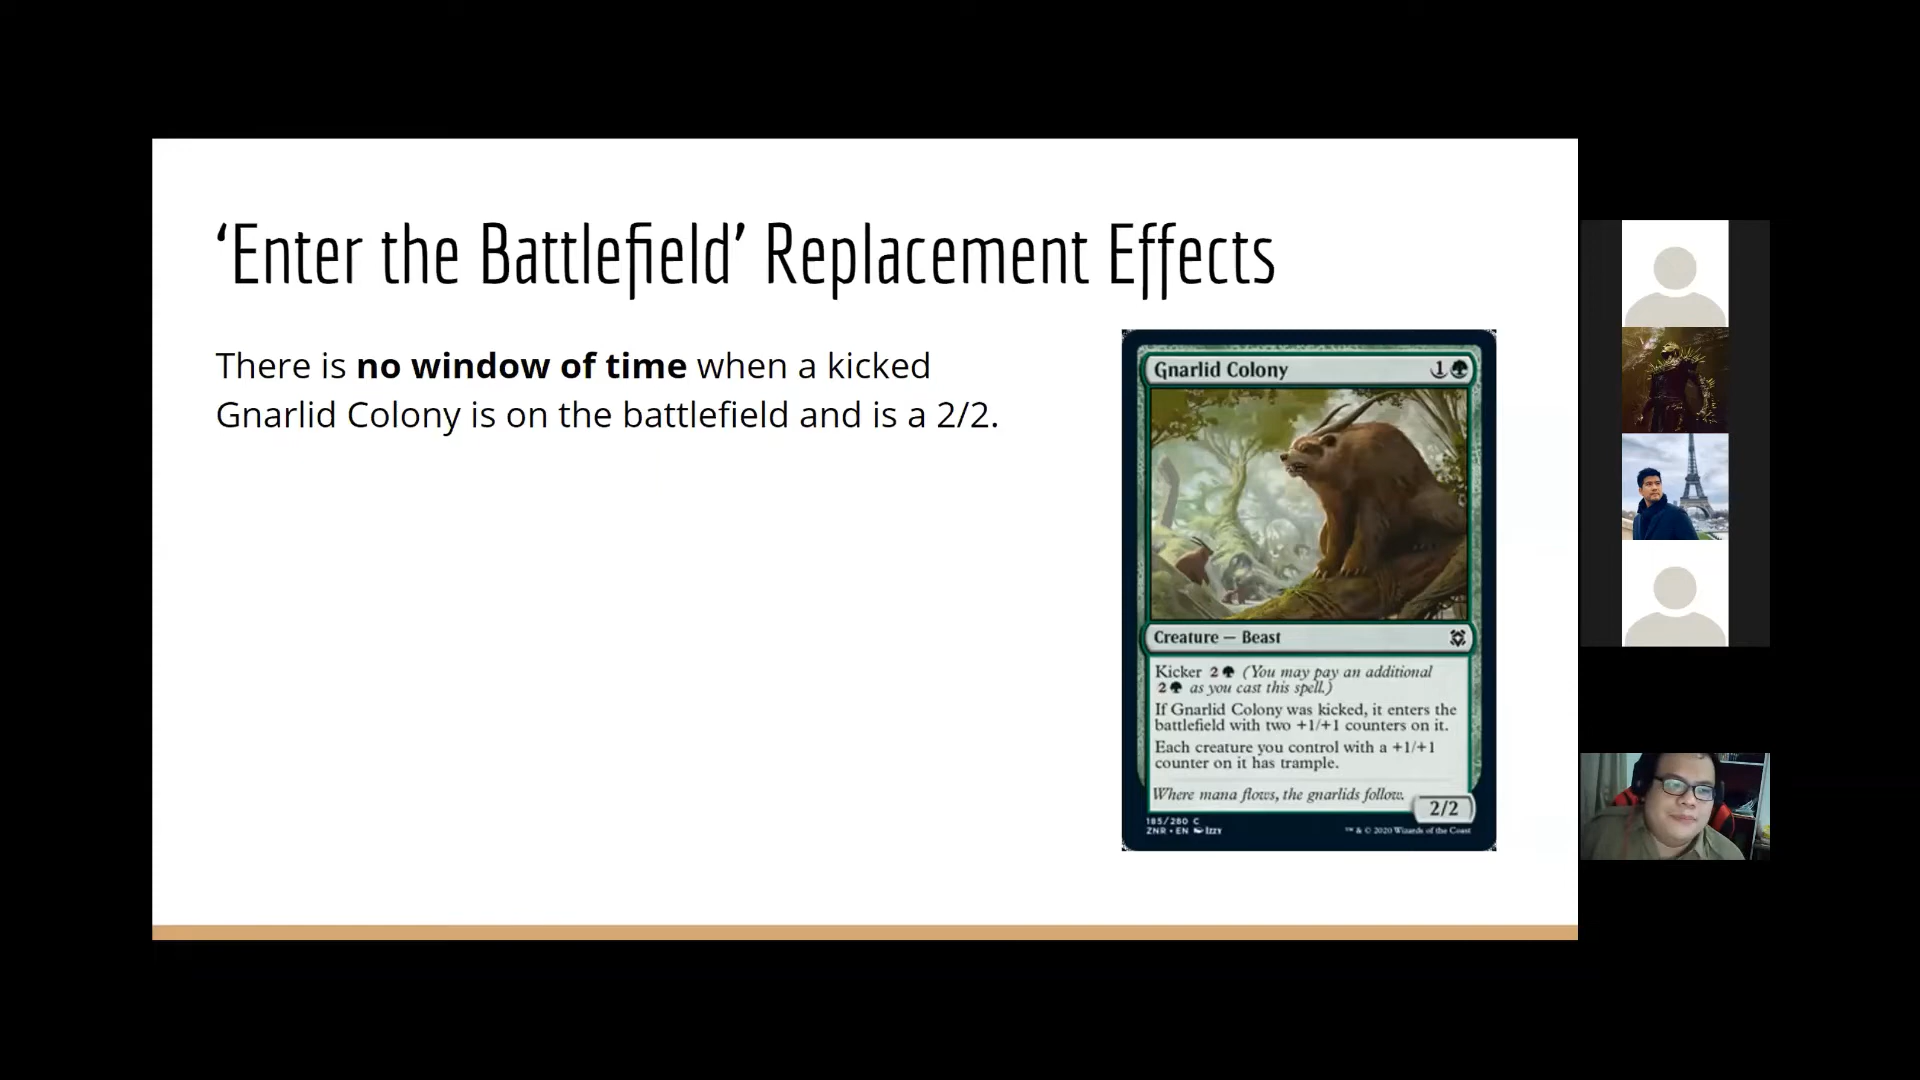 ‘Enter the Battlefield’ Replacement Effects
There is no window of time when a kicked
Gnarlid Colony is on the battlefield and is a 2/2.
Gnarlid Colony 1
Creature — Beast
Kicker 2 (You may pay an additional
2 as you cast this spell.)
If Gnarlid Colony was kicked, it enters the
battlefield with two +1/+1 counters on it.
Each creature you control with a +1/+1
counter on it has trample.
Where mana flows, the gnarlids follow.
2/2
185/280 C
ZNR • EN Izzy
™ & © 2020 Wizards of the Coast